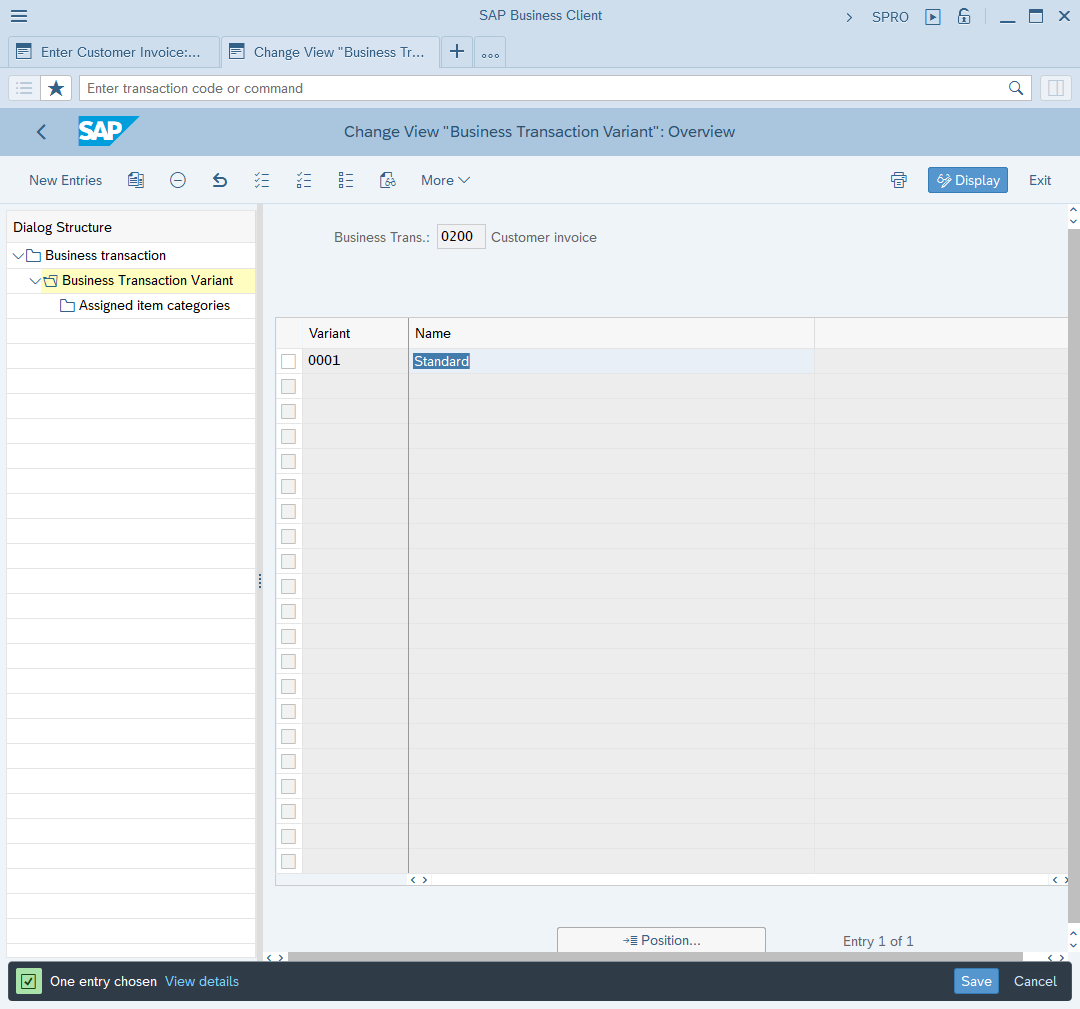 SAP Business Client
SPRO
Enter Customer Invoice:...
Change View "Business Tr...
Enter transaction code or command
SAP
Change View "Business Transaction Variant": Overview
New Entries
More
Display
Exit
Dialog Structure
Business transaction
Business Transaction Variant
Assigned item categories
Business Trans.: 0200 Customer invoice
Variant Name
0001 Standard
Position...
Entry 1 of 1
One entry chosen View details
Save
Cancel